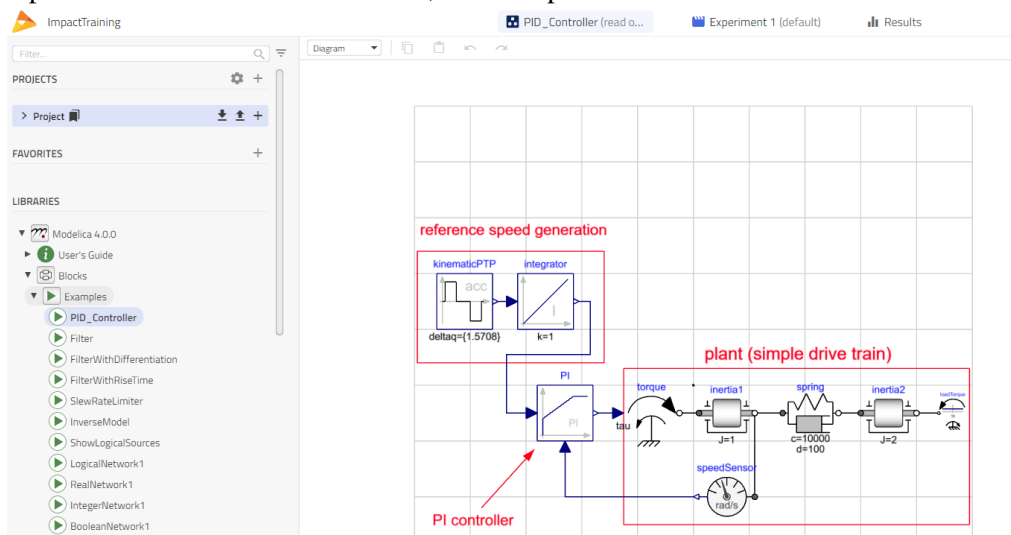 ImpactTraining
PID_Controller (read o...
Experiment 1 (default)
Results
Filter...
Diagram
PROJECTS
Project
FAVORITES
LIBRARIES
Modelica 4.0.0
User's Guide
Blocks
Examples
PID_Controller
Filter
FilterWithDifferentiation
FilterWithRiseTime
SlewRateLimiter
InverseModel
ShowLogicalSources
LogicalNetwork1
RealNetwork1
IntegerNetwork1
BooleanNetwork1
reference speed generation
kinematicPTP
integrator
acc
I
deltaq={1.5708}
k=1
plant (simple drive train)
PI
PI
torque
tau
inertia1
J=1
spring
c=10000
d=100
inertia2
J=2
loadTorque
speedSensor
rad/s
PI controller